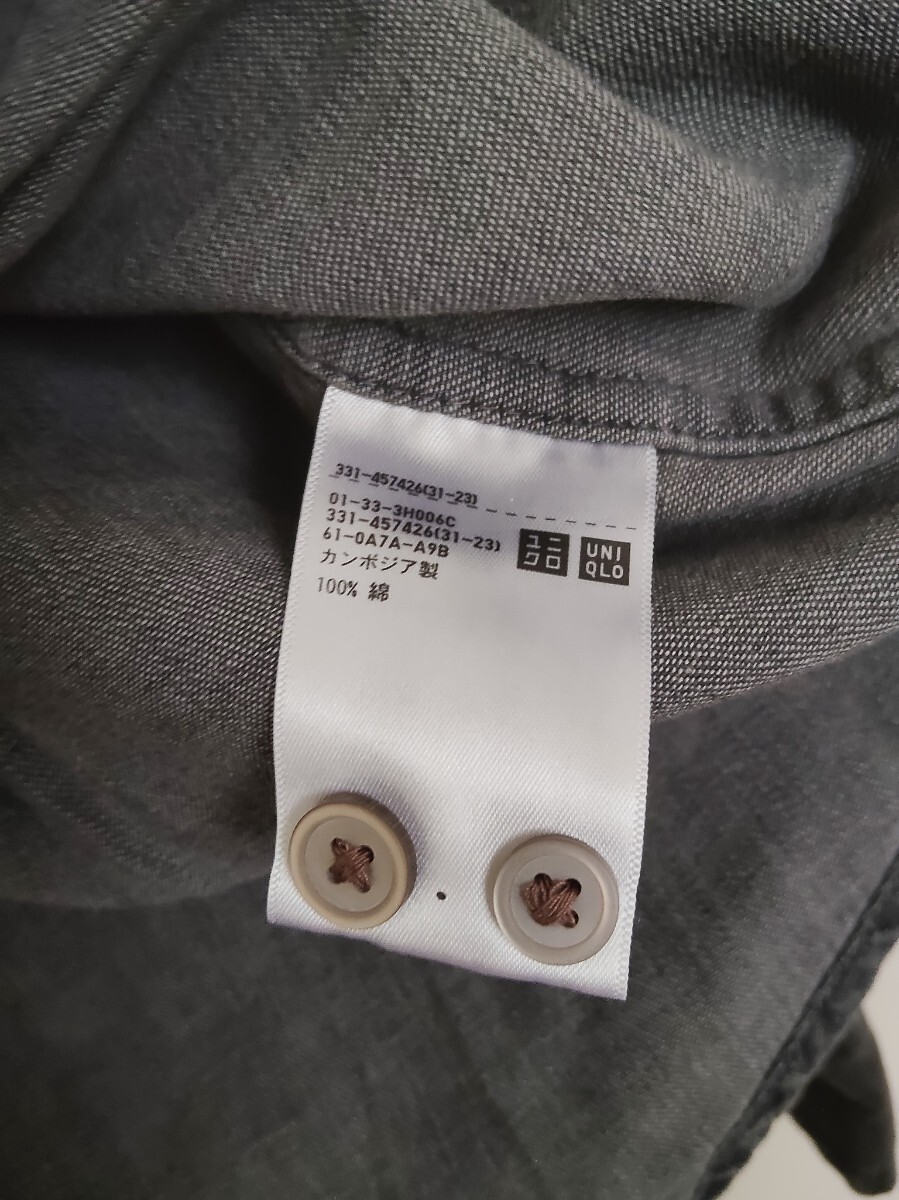 331-457426(31-23)
01-33-3H006C
331-457426(31-23)
61-0A7A-A9B
カンボジア製
100% 綿
ユニ
クロ
UNI
QLO